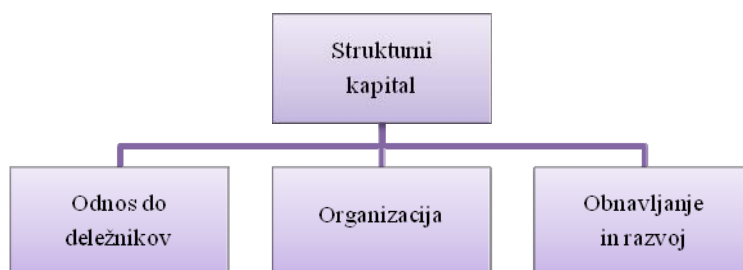 Strukturni
kapital
Odnos do
deležnikov
Organizacija
Obnavljanje
in razvoj